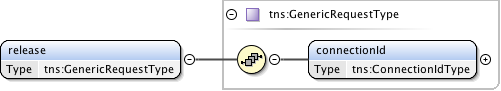 tns:GenericRequestType
release
Type tns:GenericRequestType
connectionId
Type tns:ConnectionIdType